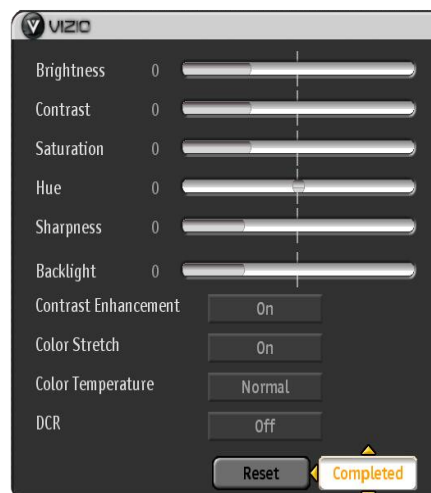 VIZIO
Brightness 0
Contrast 0
Saturation 0
Hue 0
Sharpness 0
Backlight 0
Contrast Enhancement On
Color Stretch On
Color Temperature Normal
DCR Off
Reset Completed